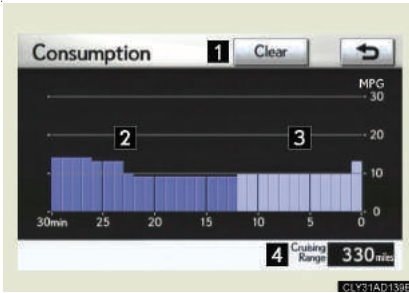 Consumption 1 Clear
MPG
30
2 3 20
10
0
30min 25 20 15 10 5 0
4 Cruising Range 330 miles
CLY31AD139E